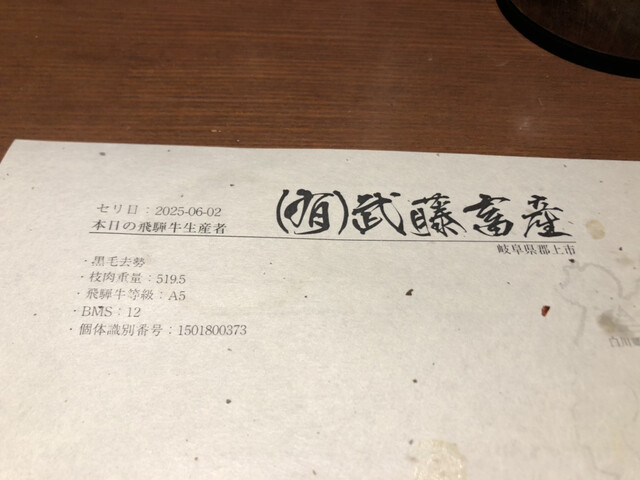 セリ日：2025-06-02
本日の飛騨牛生産者 (有)武藤畜産
岐阜県郡上市
・黒毛去勢
・枝肉重量：519.5
・飛騨牛等級：A5
・BMS：12
・個体識別番号：1501800373
白川